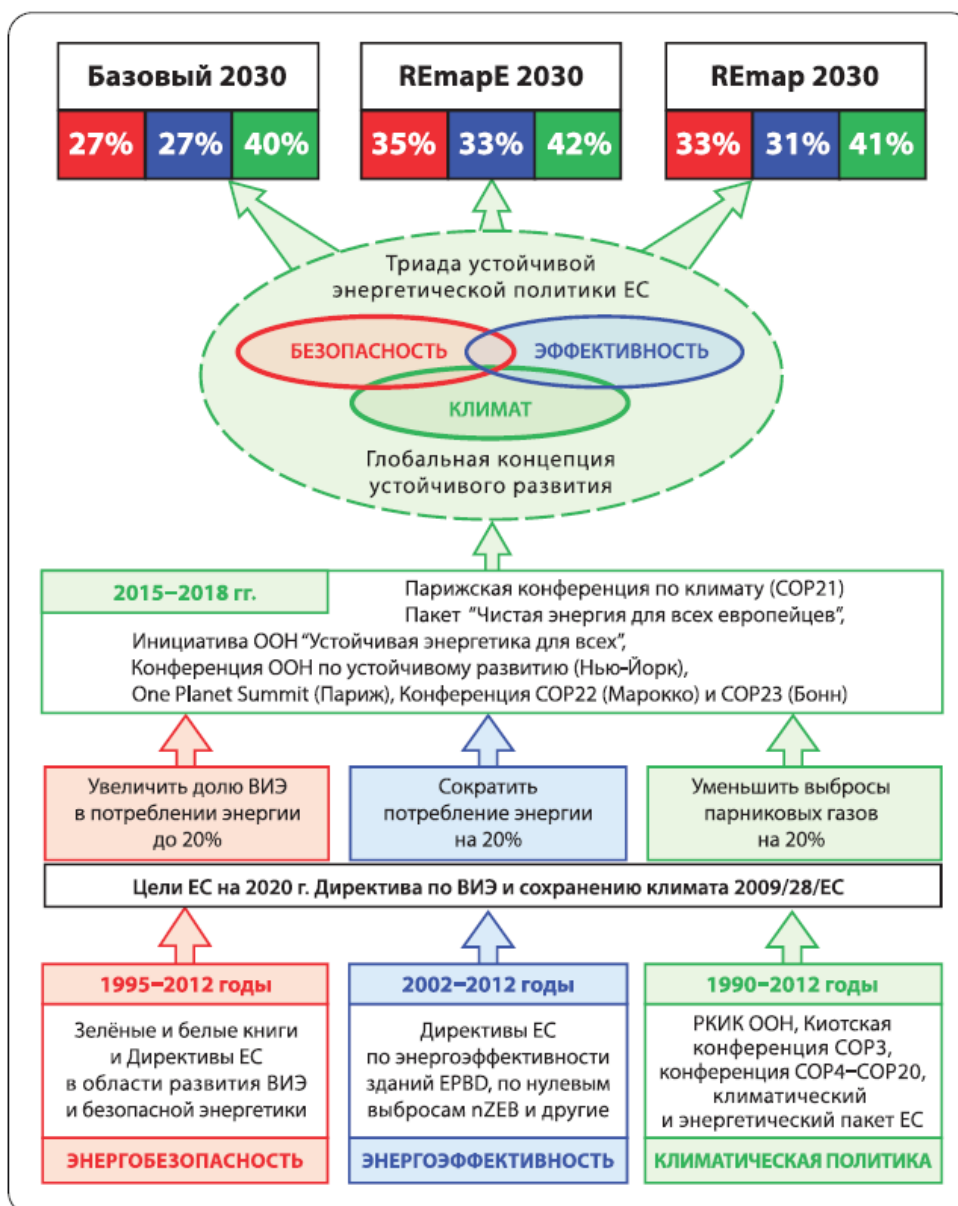 Базовый 2030
27% 27% 40%
REmapE 2030
35% 33% 42%
REmap 2030
33% 31% 41%
Триада устойчивой
энергетической политики ЕС
БЕЗОПАСНОСТЬ
ЭФФЕКТИВНОСТЬ
КЛИМАТ
Глобальная концепция
устойчивого развития
2015–2018 гг.
Парижская конференция по климату (COP21)
Пакет "Чистая энергия для всех европейцев",
Инициатива ООН "Устойчивая энергетика для всех",
Конференция ООН по устойчивому развитию (Нью-Йорк),
One Planet Summit (Париж), Конференция COP22 (Марокко) и COP23 (Бонн)
Увеличить долю ВИЭ
в потреблении энергии
до 20%
Сократить
потребление энергии
на 20%
Уменьшить выбросы
парниковых газов
на 20%
Цели ЕС на 2020 г. Директива по ВИЭ и сохранению климата 2009/28/ЕС
1995–2012 годы
Зелёные и белые книги
и Директивы ЕС
в области развития ВИЭ
и безопасной энергетики
ЭНЕРГОБЕЗОПАСНОСТЬ
2002–2012 годы
Директивы ЕС
по энергоэффективности
зданий EPBD, по нулевым
выбросам nZEB и другие
ЭНЕРГОЭФФЕКТИВНОСТЬ
1990–2012 годы
РКИК ООН, Киотская
конференция COP3,
конференция COP4–COP20,
климатический
и энергетический пакет ЕС
КЛИМАТИЧЕСКАЯ ПОЛИТИКА